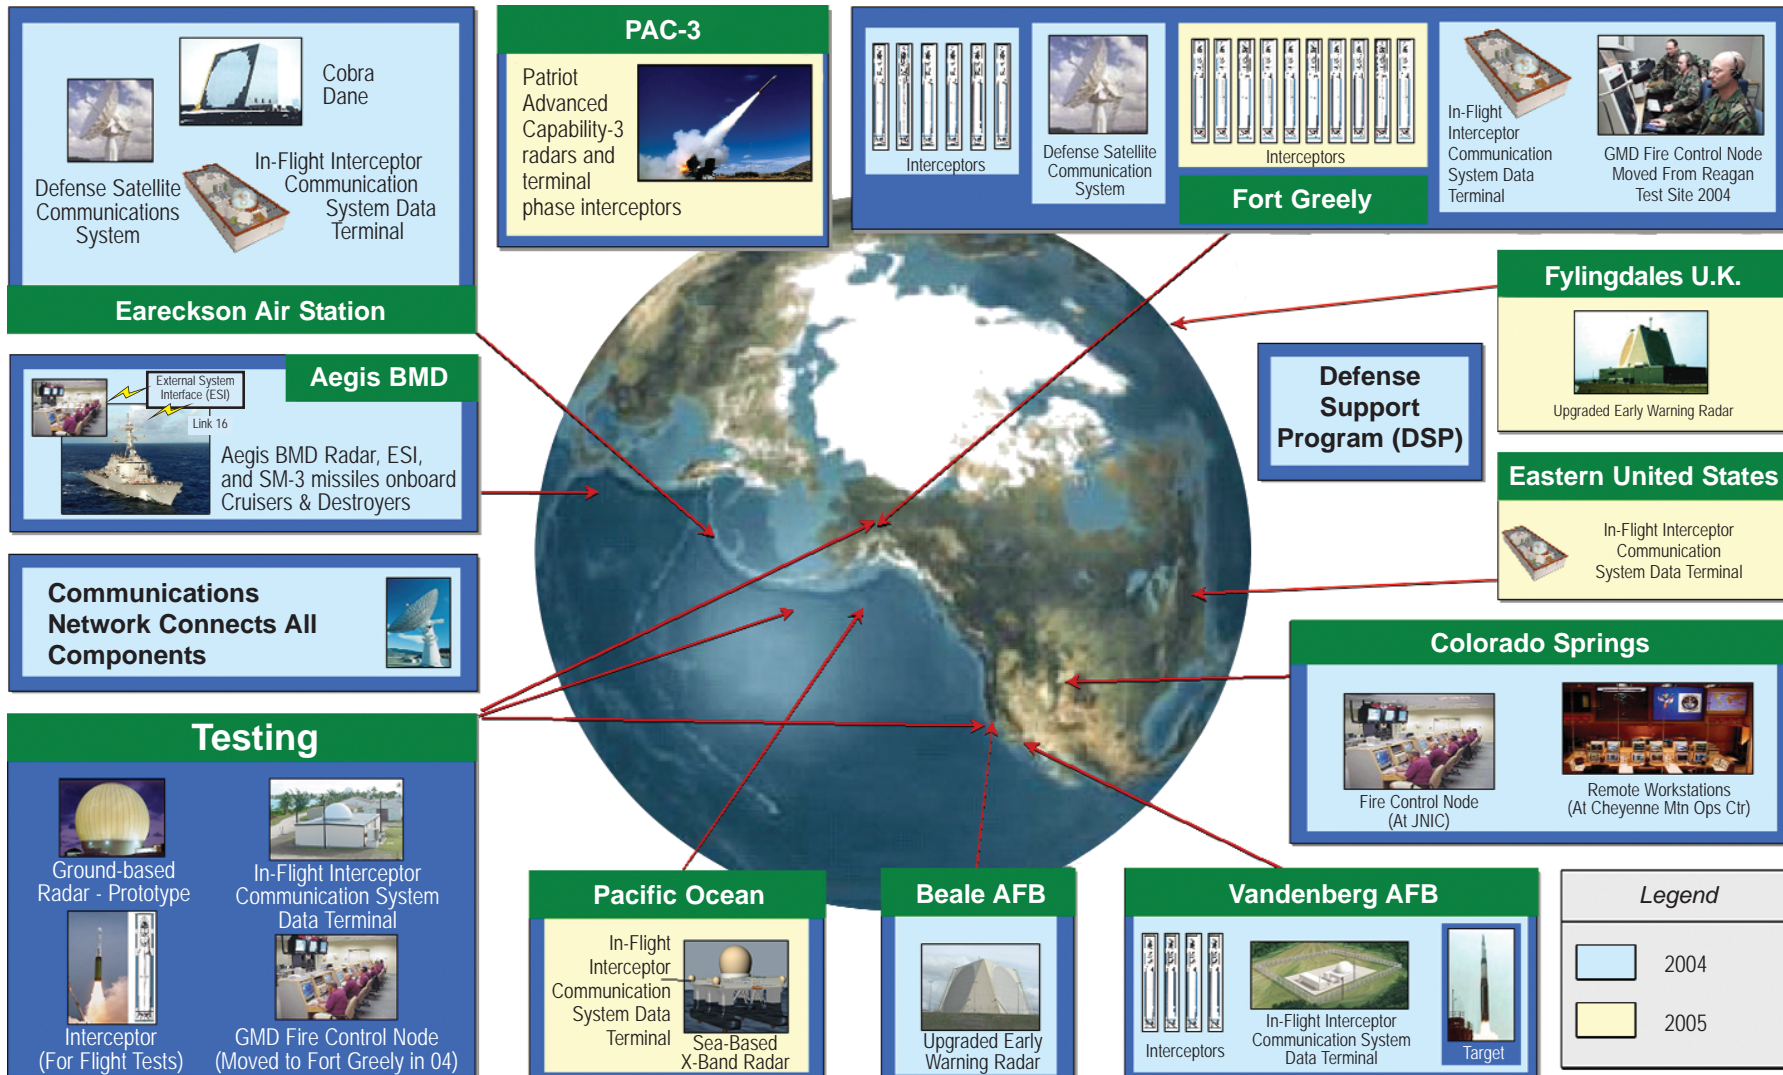 Cobra
Dane
Defense Satellite
Communications
System
In-Flight Interceptor
Communication
System Data
Terminal
Eareckson Air Station
PAC-3
Patriot
Advanced
Capability-3
radars and
terminal
phase interceptors
Interceptors
Defense Satellite
Communication
System
Interceptors
Fort Greely
In-Flight
Interceptor
Communication
System Data
Terminal
GMD Fire Control Node
Moved From Reagan
Test Site 2004
Fylingdales U.K.
Upgraded Early Warning Radar
Aegis BMD
External System
Interface (ESI)
Link 16
Aegis BMD Radar, ESI,
and SM-3 missiles onboard
Cruisers & Destroyers
Defense
Support
Program (DSP)
Eastern United States
In-Flight Interceptor
Communication
System Data Terminal
Communications
Network Connects All
Components
Colorado Springs
Fire Control Node
(At JNIC)
Remote Workstations
(At Cheyenne Mtn Ops Ctr)
Testing
Ground-based
Radar - Prototype
In-Flight Interceptor
Communication System
Data Terminal
Interceptor
(For Flight Tests)
GMD Fire Control Node
(Moved to Fort Greely in 04)
Pacific Ocean
In-Flight
Interceptor
Communication
System Data
Terminal
Sea-Based
X-Band Radar
Beale AFB
Upgraded Early
Warning Radar
Vandenberg AFB
Interceptors
In-Flight Interceptor
Communication System
Data Terminal
Target
Legend
2004
2005